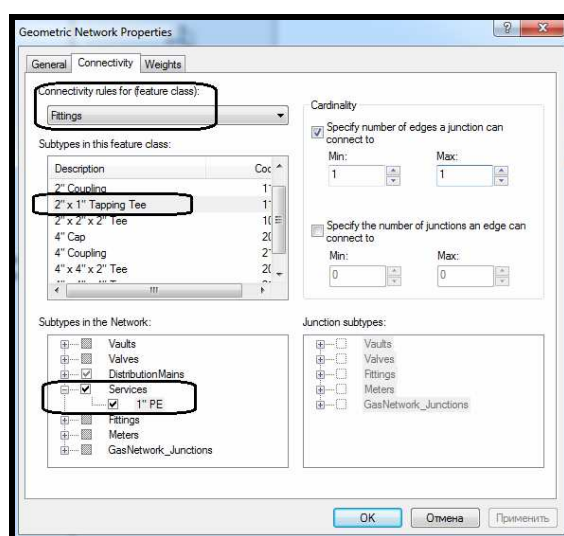 Geometric Network Properties
General Connectivity Weights
Connectivity rules for (feature class):
Fittings
Subtypes in this feature class:
Description
2" Coupling
2" x 1" Tapping Tee
2" x 2" x 2" Tee
4" Cap
4" Coupling
4" x 4" x 2" Tee
Cardinality
Specify number of edges a junction can
connect to
Min: Max:
1 1
Specify the number of junctions an edge can
connect to
Min: Max:
0 0
Subtypes in the Network:
Vaults
Valves
DistributionMains
Services
1" PE
Fittings
Meters
GasNetwork_Junctions
Junction subtypes:
Vaults
Valves
Fittings
Meters
GasNetwork_Junctions
OK Отмена Применить